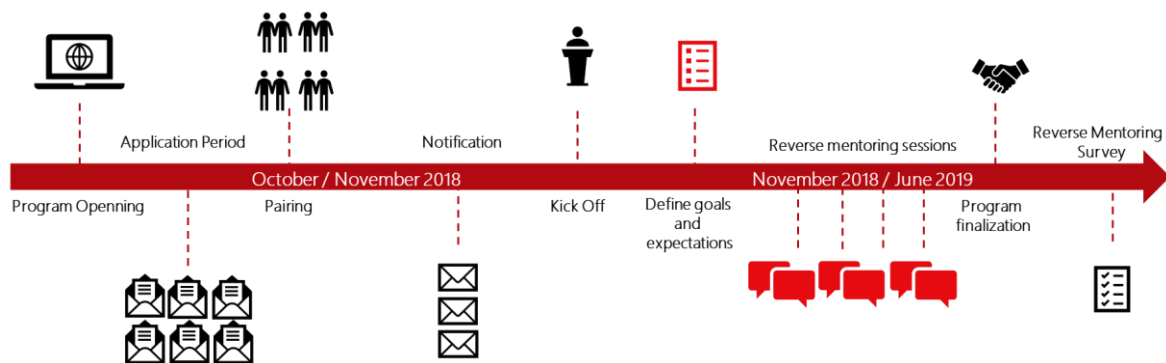 Application Period
Notification
Reverse mentoring sessions
Reverse Mentoring
Survey
October / November 2018
November 2018 / June 2019
Program Openning
Pairing
Kick Off
Define goals
and
expectations
Program
finalization